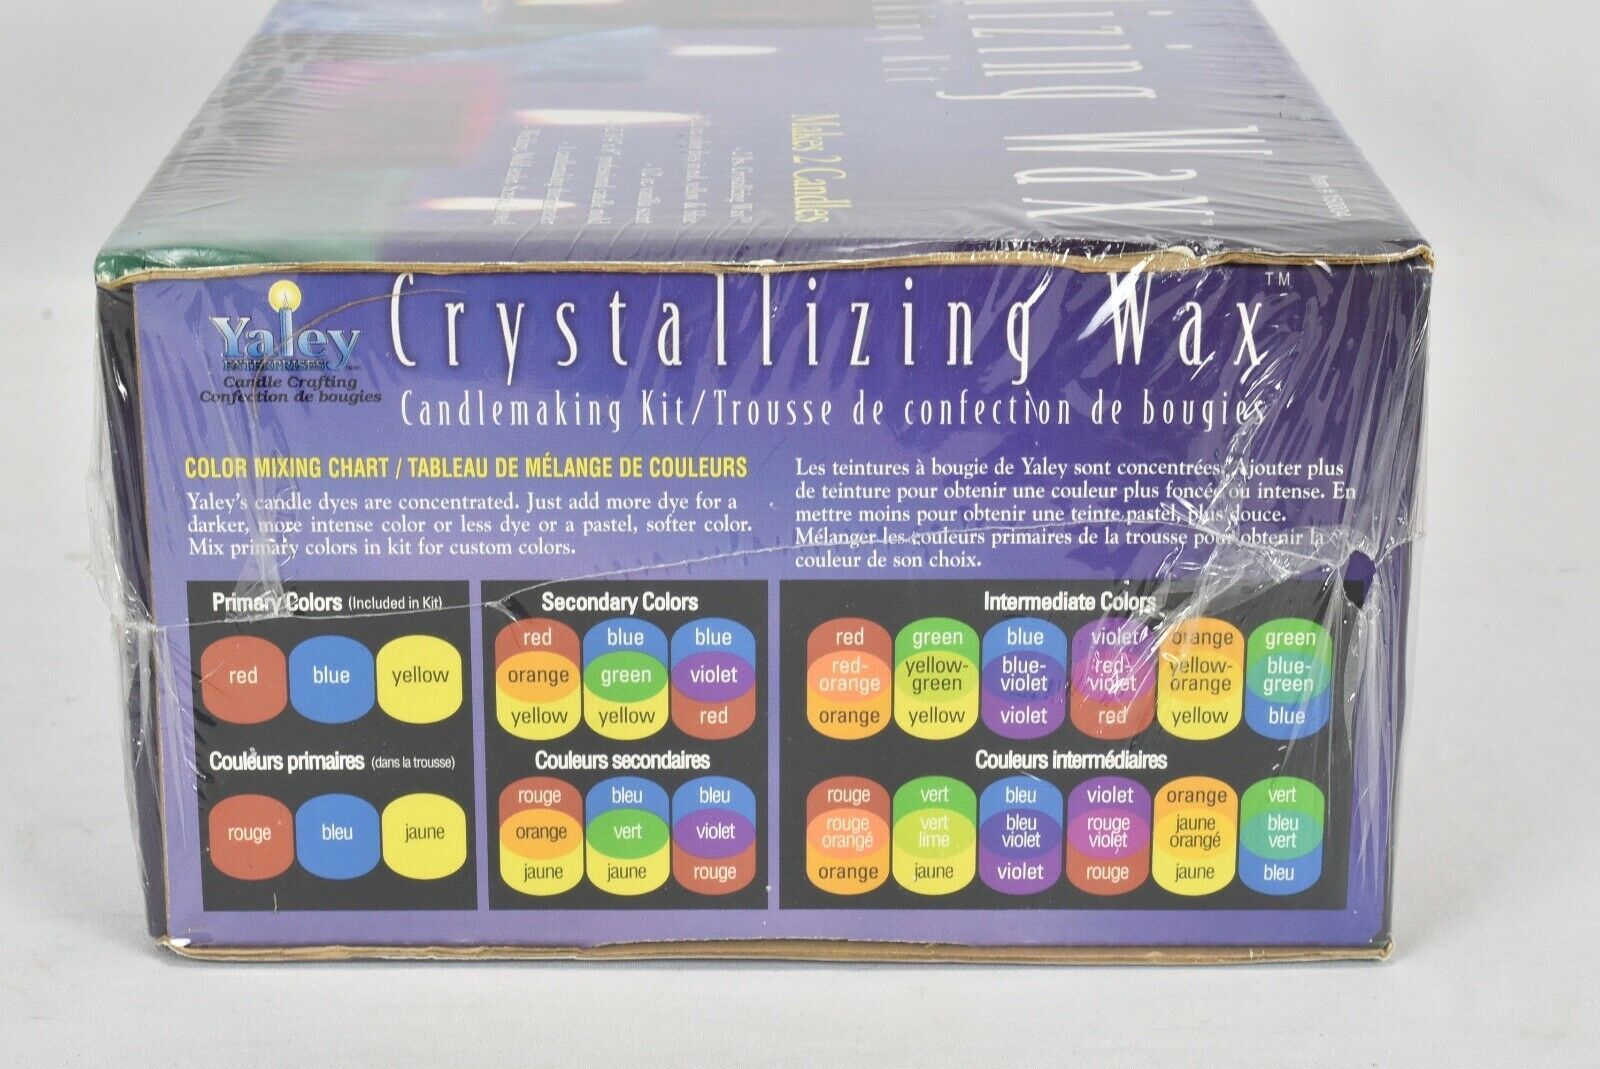 Makes 2 Candles
Wax
Yaley
ENTERPRISES
Candle Crafting
Confection de bougies
Crystallizing Wax™
Candlemaking Kit/Trousse de confection de bougies
COLOR MIXING CHART / TABLEAU DE MÉLANGE DE COULEURS
Yaley's candle dyes are concentrated. Just add more dye for a
darker, more intense color or less dye or a pastel, softer color.
Mix primary colors in kit for custom colors.
Les teintures à bougie de Yaley sont concentrées. Ajouter plus
de teinture pour obtenir une couleur plus foncée ou intense. En
mettre moins pour obtenir une teinte pastel, plus douce.
Mélanger les couleurs primaires de la trousse pour obtenir la
couleur de son choix.
Primary Colors (Included in Kit)
red blue yellow
Couleurs primaires (dans la trousse)
rouge bleu jaune
Secondary Colors
red blue blue
orange green violet
yellow yellow red
Couleurs secondaires
rouge bleu bleu
orange vert violet
jaune jaune rouge
Intermediate Colors
red green blue violet orange green
red- yellow- blue- red- yellow- blue-
orange green violet violet orange green
orange yellow violet red yellow blue
Couleurs intermédiaires
rouge vert bleu violet orange vert
rouge vert bleu rouge jaune bleu
orangé lime violet violet orangé vert
orange jaune violet rouge jaune bleu